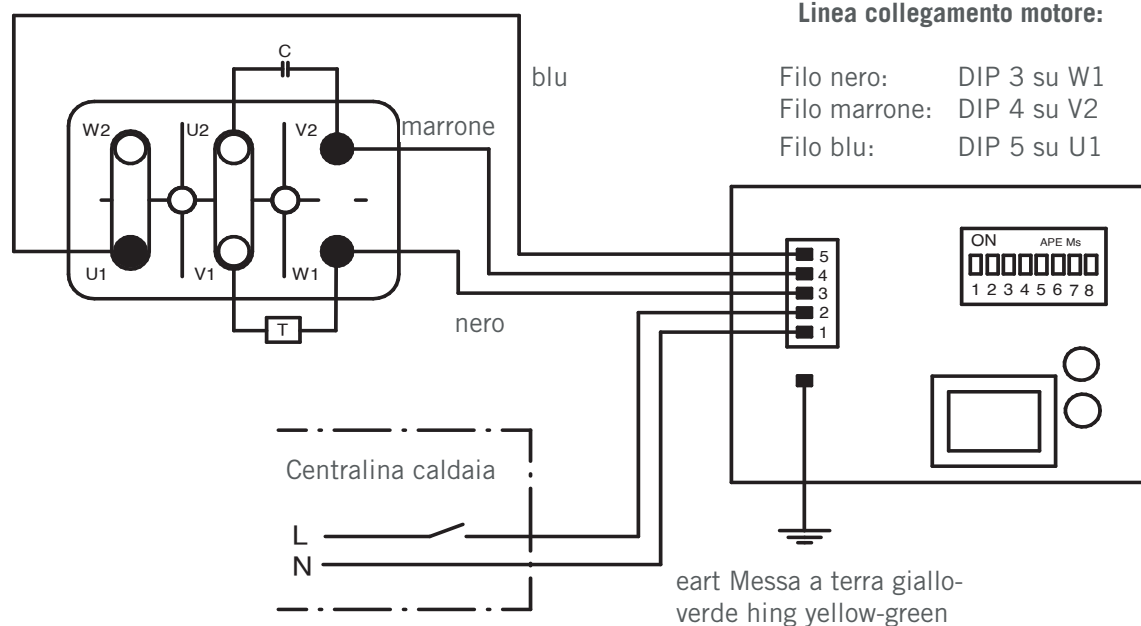 Linea collegamento motore:
C
blu
Filo nero: DIP 3 su W1
Filo marrone: DIP 4 su V2
Filo blu: DIP 5 su U1
W2 U2 V2
marrone
U1 V1 W1
nero
T
5
4
3
2
1
ON APE Ms
1 2 3 4 5 6 7 8
Centralina caldaia
L
N
eart Messa a terra giallo-
verde hing yellow-green